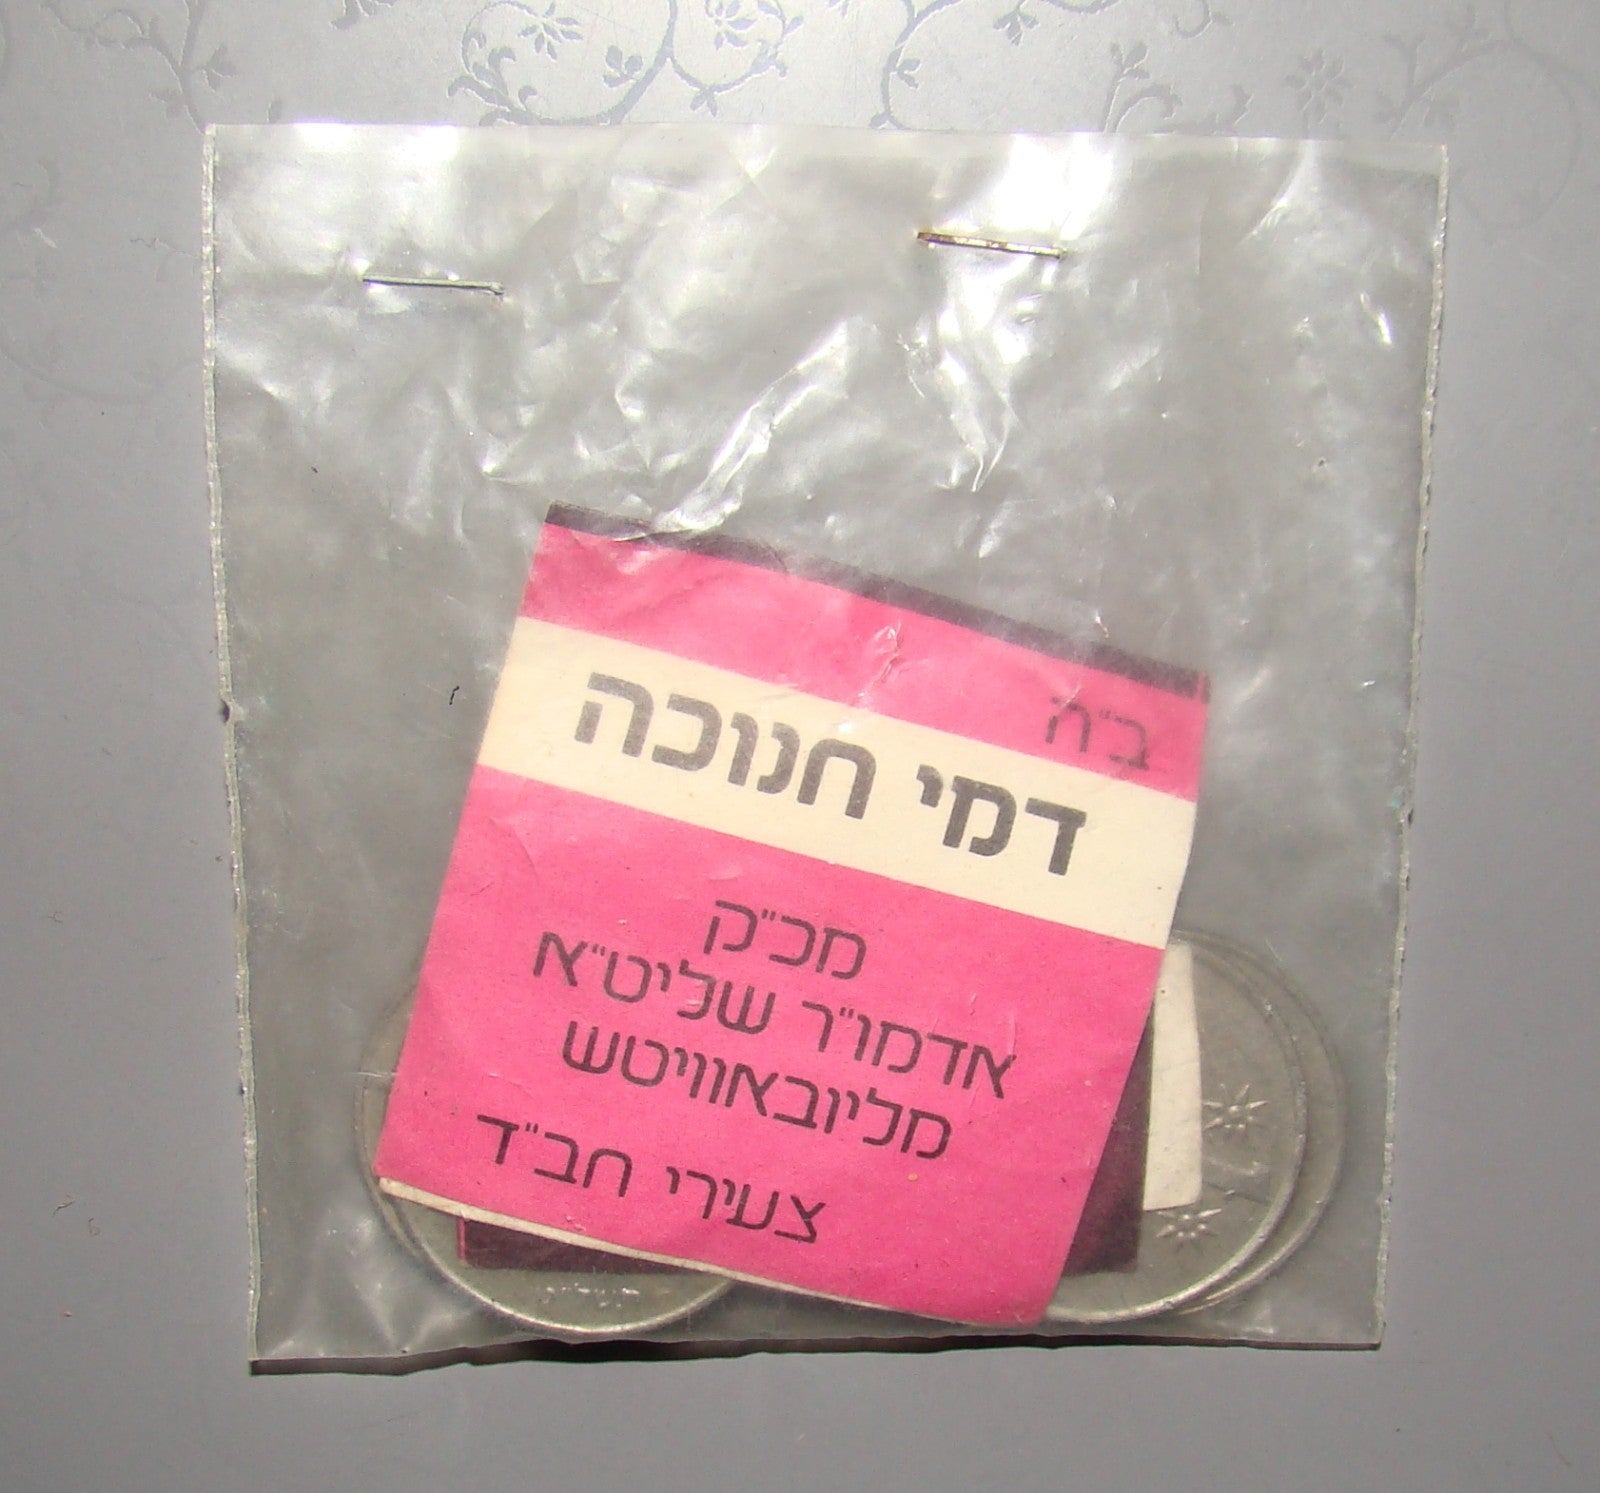 ב"ה
דמי חנוכה
מכ"ק
אדמו"ר שליט"א
מליובאוויטש
צעירי חב"ד